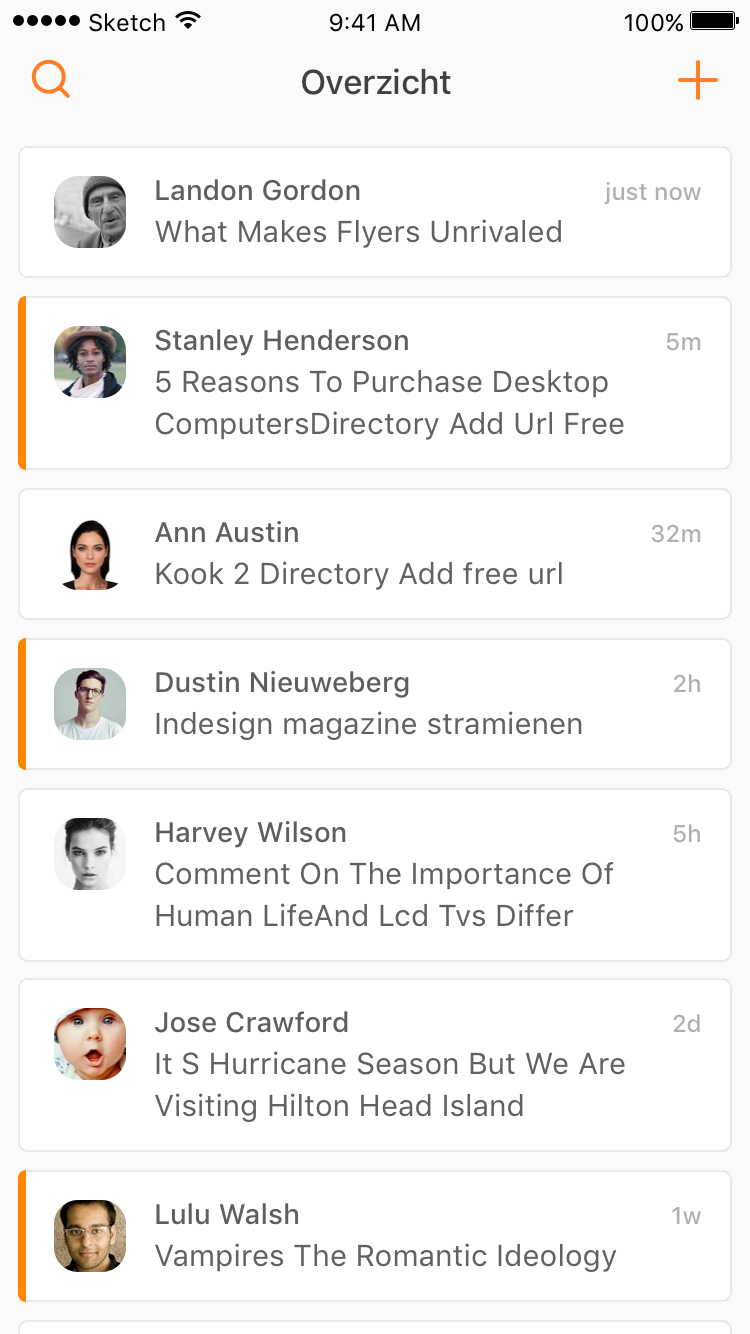 Sketch 9:41 AM 100%
Overzicht
Landon Gordon just now
What Makes Flyers Unrivaled
Stanley Henderson 5m
5 Reasons To Purchase Desktop
ComputersDirectory Add Url Free
Ann Austin 32m
Kook 2 Directory Add free url
Dustin Nieuweberg 2h
Indesign magazine stramienen
Harvey Wilson 5h
Comment On The Importance Of
Human LifeAnd Lcd Tvs Differ
Jose Crawford 2d
It S Hurricane Season But We Are
Visiting Hilton Head Island
Lulu Walsh 1w
Vampires The Romantic Ideology